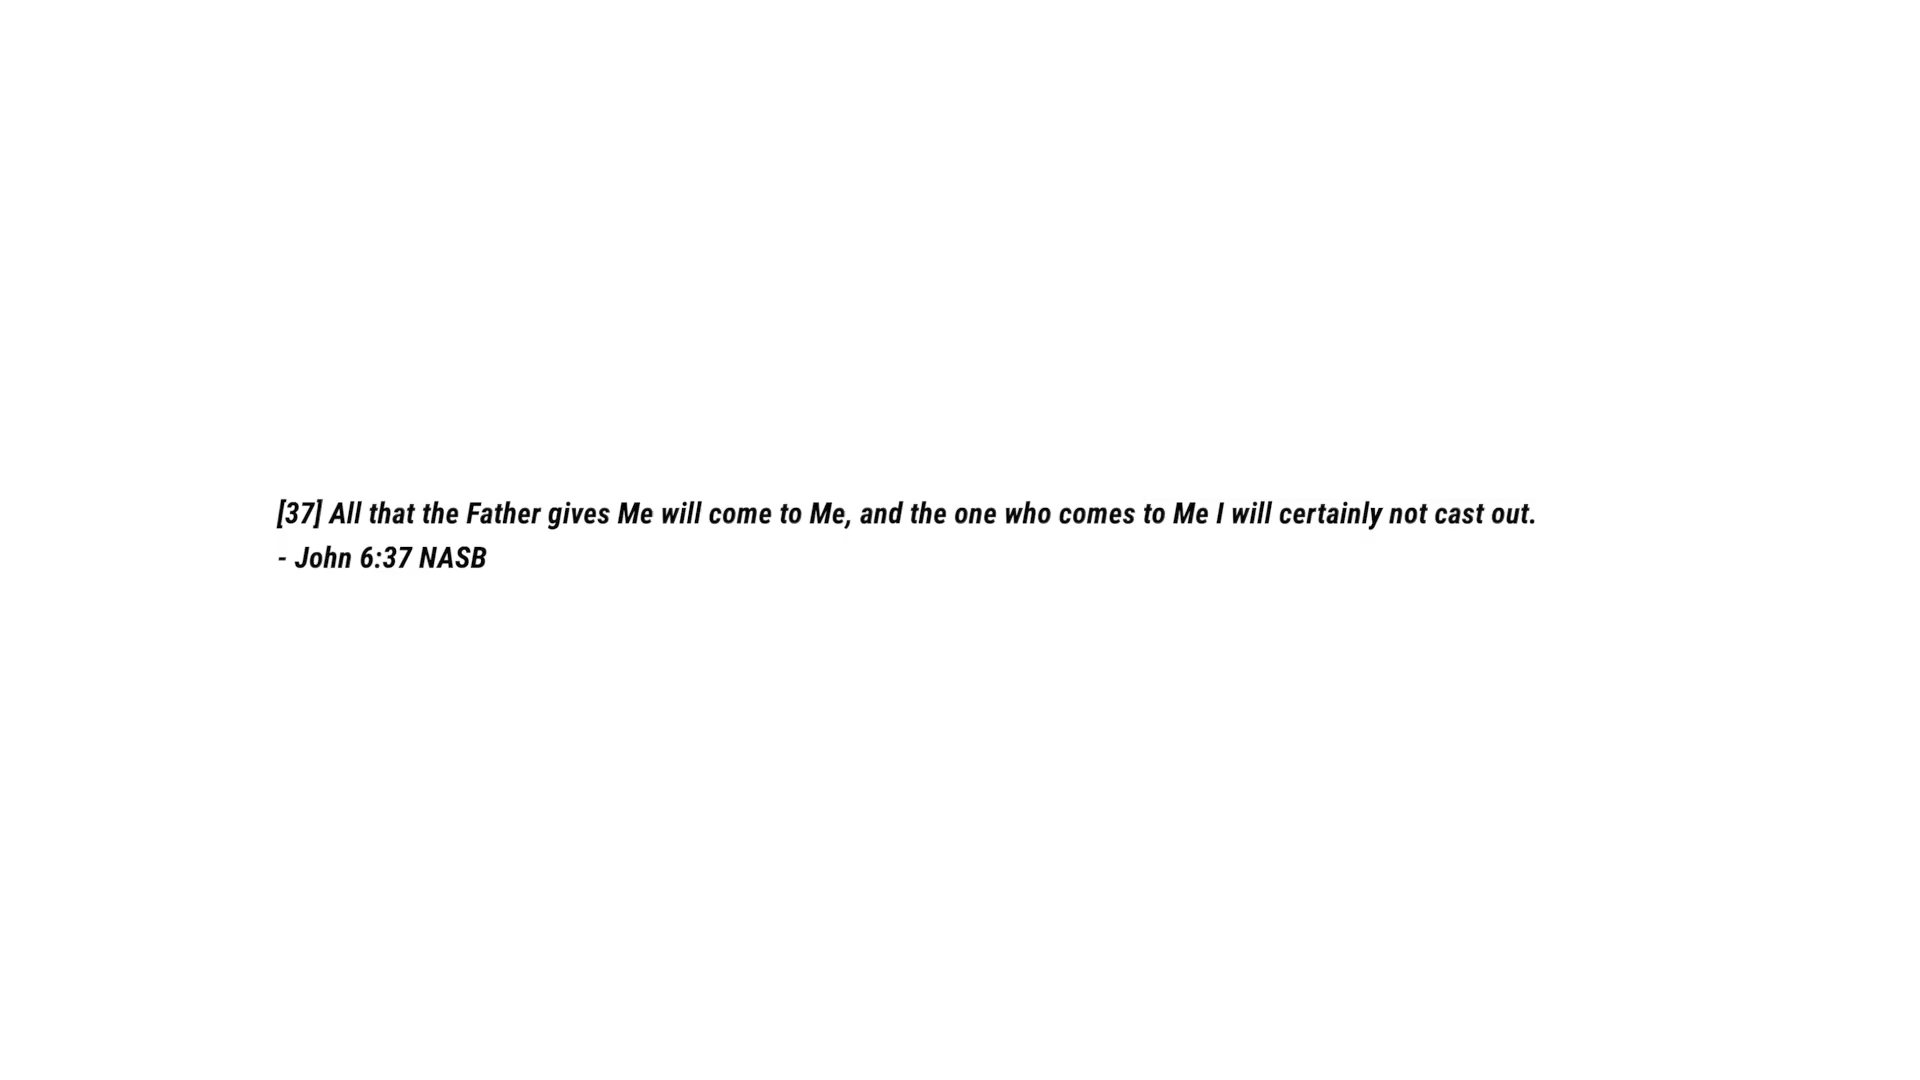 [37] All that the Father gives Me will come to Me, and the one who comes to Me I will certainly not cast out.
- John 6:37 NASB